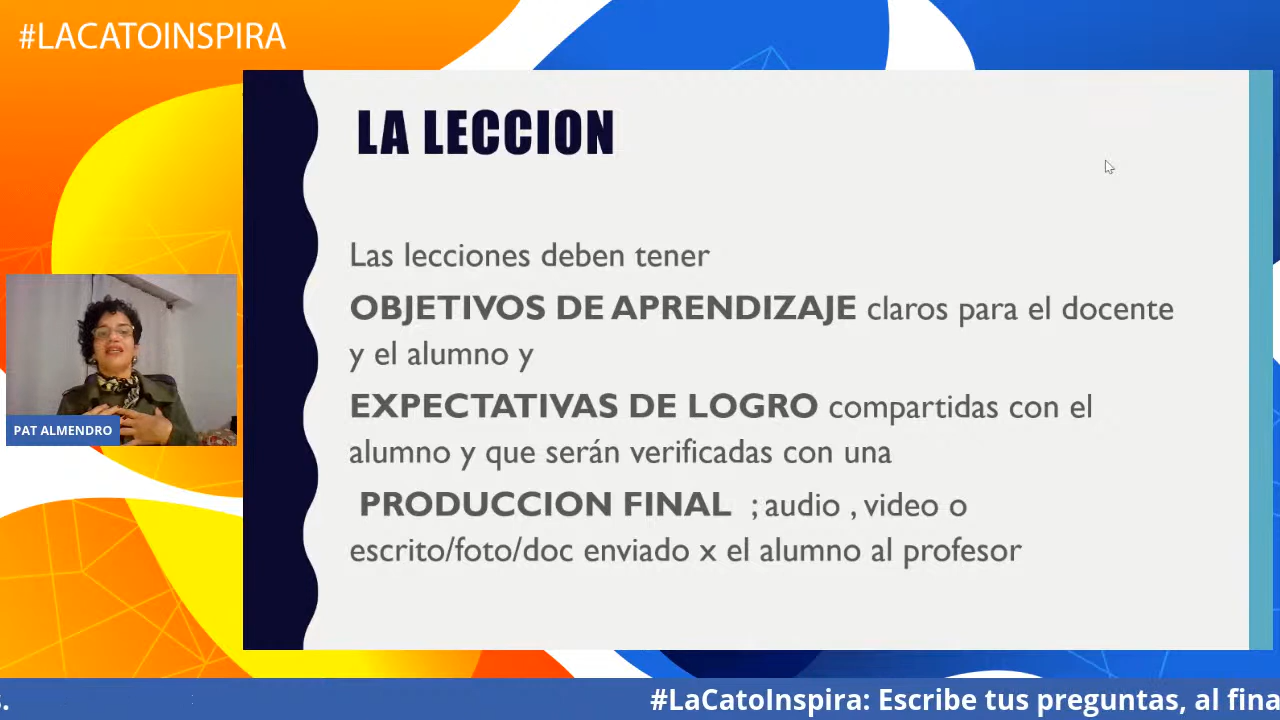 #LACATOINSPIRA
LA LECCION
Las lecciones deben tener
OBJETIVOS DE APRENDIZAJE claros para el docente
y el alumno y
EXPECTATIVAS DE LOGRO compartidas con el
alumno y que serán verificadas con una
PRODUCCION FINAL ; audio , video o
escrito/foto/doc enviado x el alumno al profesor
PAT ALMENDRO
#LaCatoInspira: Escribe tus preguntas, al fina